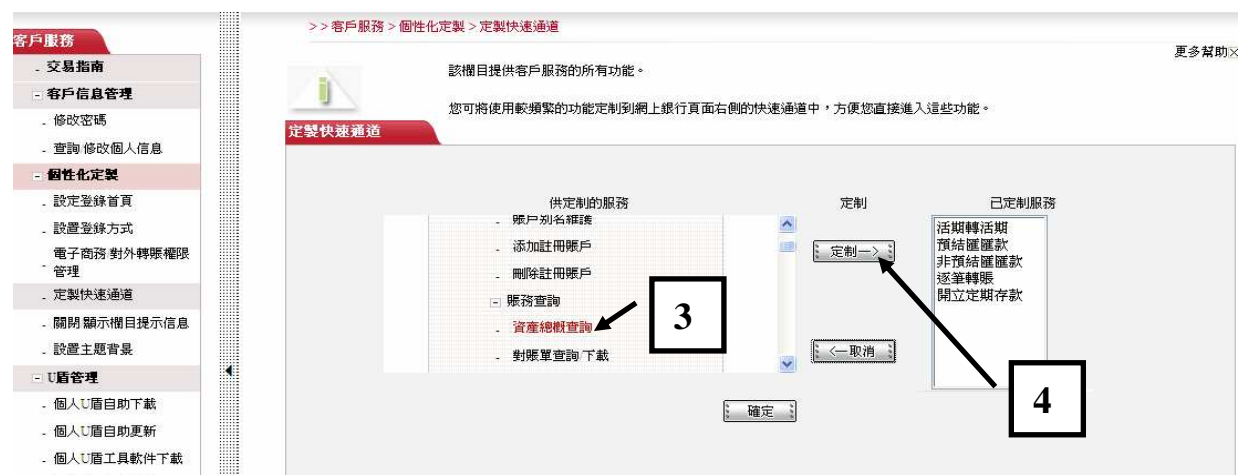 >>客戶服務>個性化定製>定製快速通道
客戶服務
更多幫助
交易指南
該欄目提供客戶服務的所有功能。
客戶信息管理
您可將使用較頻繁的功能定制到網上銀行頁面右側的快速通道中，方便您直接進入這些功能。
修改密碼
定製快速通道
查詢 修改個人信息
個性化定製
設定登錄首頁
供定制的服務
定制
已定制服務
設置登錄方式
賬戶別名維護
活期轉活期
添加註冊賬戶
定制—>
預結匯匯款
電子商務 對外轉賬權限
管理
非預結匯匯款
刪除註冊賬戶
逐筆轉賬
定製快速通道
賬務查詢
開立定期存款
3
關閉 顯示欄目提示信息
資產總概查詢
設置主題背景
對賬單查詢 下載
<—取消
U盾管理
個人U盾自助下載
確定
4
個人U盾自助更新
個人U盾工具軟件下載